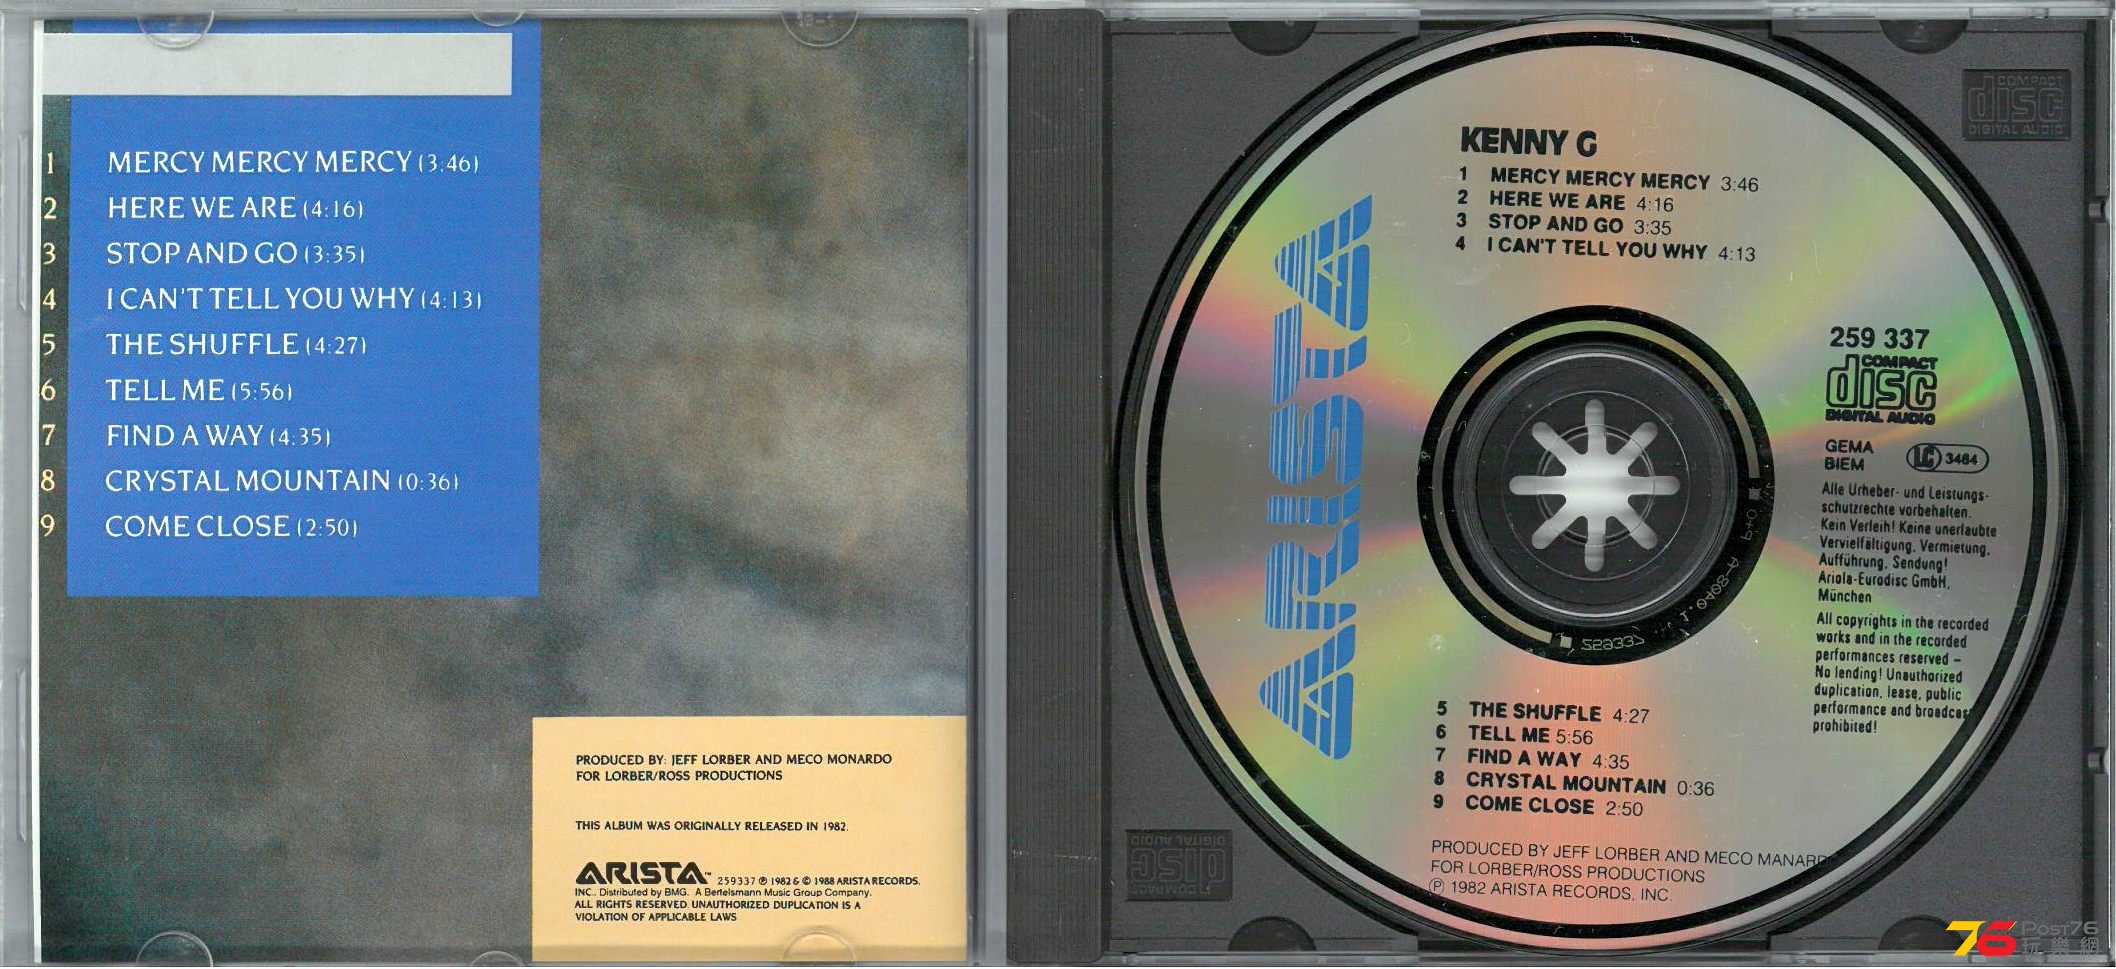 1 MERCY MERCY MERCY (3:46)
2 HERE WE ARE (4:16)
3 STOP AND GO (3:35)
4 I CAN'T TELL YOU WHY (4:13)
5 THE SHUFFLE (4:27)
6 TELL ME (5:56)
7 FIND A WAY (4:35)
8 CRYSTAL MOUNTAIN (0:36)
9 COME CLOSE (2:50)
PRODUCED BY: JEFF LORBER AND MECO MONARDO
FOR LORBER/ROSS PRODUCTIONS
THIS ALBUM WAS ORIGINALLY RELEASED IN 1982.
ARISTA™ 259337 ℗ 1982 & © 1988 ARISTA RECORDS,
INC., Distributed by BMG. A Bertelsmann Music Group Company.
ALL RIGHTS RESERVED. UNAUTHORIZED DUPLICATION IS A
VIOLATION OF APPLICABLE LAWS
COMPACT
disc
DIGITAL AUDIO
KENNY G
1 MERCY MERCY MERCY 3:46
2 HERE WE ARE 4:16
3 STOP AND GO 3:35
4 I CAN'T TELL YOU WHY 4:13
ARISTA
259 337
COMPACT
disc
DIGITAL AUDIO
GEMA
BIEM
LC 3484
Alle Urheber- und Leistungs-
schutzrechte vorbehalten.
Kein Verleih! Keine unerlaubte
Vervielfältigung, Vermietung,
Aufführung, Sendung!
Ariola-Eurodisc GmbH,
München
All copyrights in the recorded
works and in the recorded
performances reserved –
No lending! Unauthorized
duplication, lease, public
performance and broadcas
prohibited!
259337
5 THE SHUFFLE 4:27
6 TELL ME 5:56
7 FIND A WAY 4:35
8 CRYSTAL MOUNTAIN 0:36
9 COME CLOSE 2:50
PRODUCED BY JEFF LORBER AND MECO MANARD
FOR LORBER/ROSS PRODUCTIONS
℗ 1982 ARISTA RECORDS, INC.
COMPACT
disc
DIGITAL AUDIO
76 Post76
玩樂網